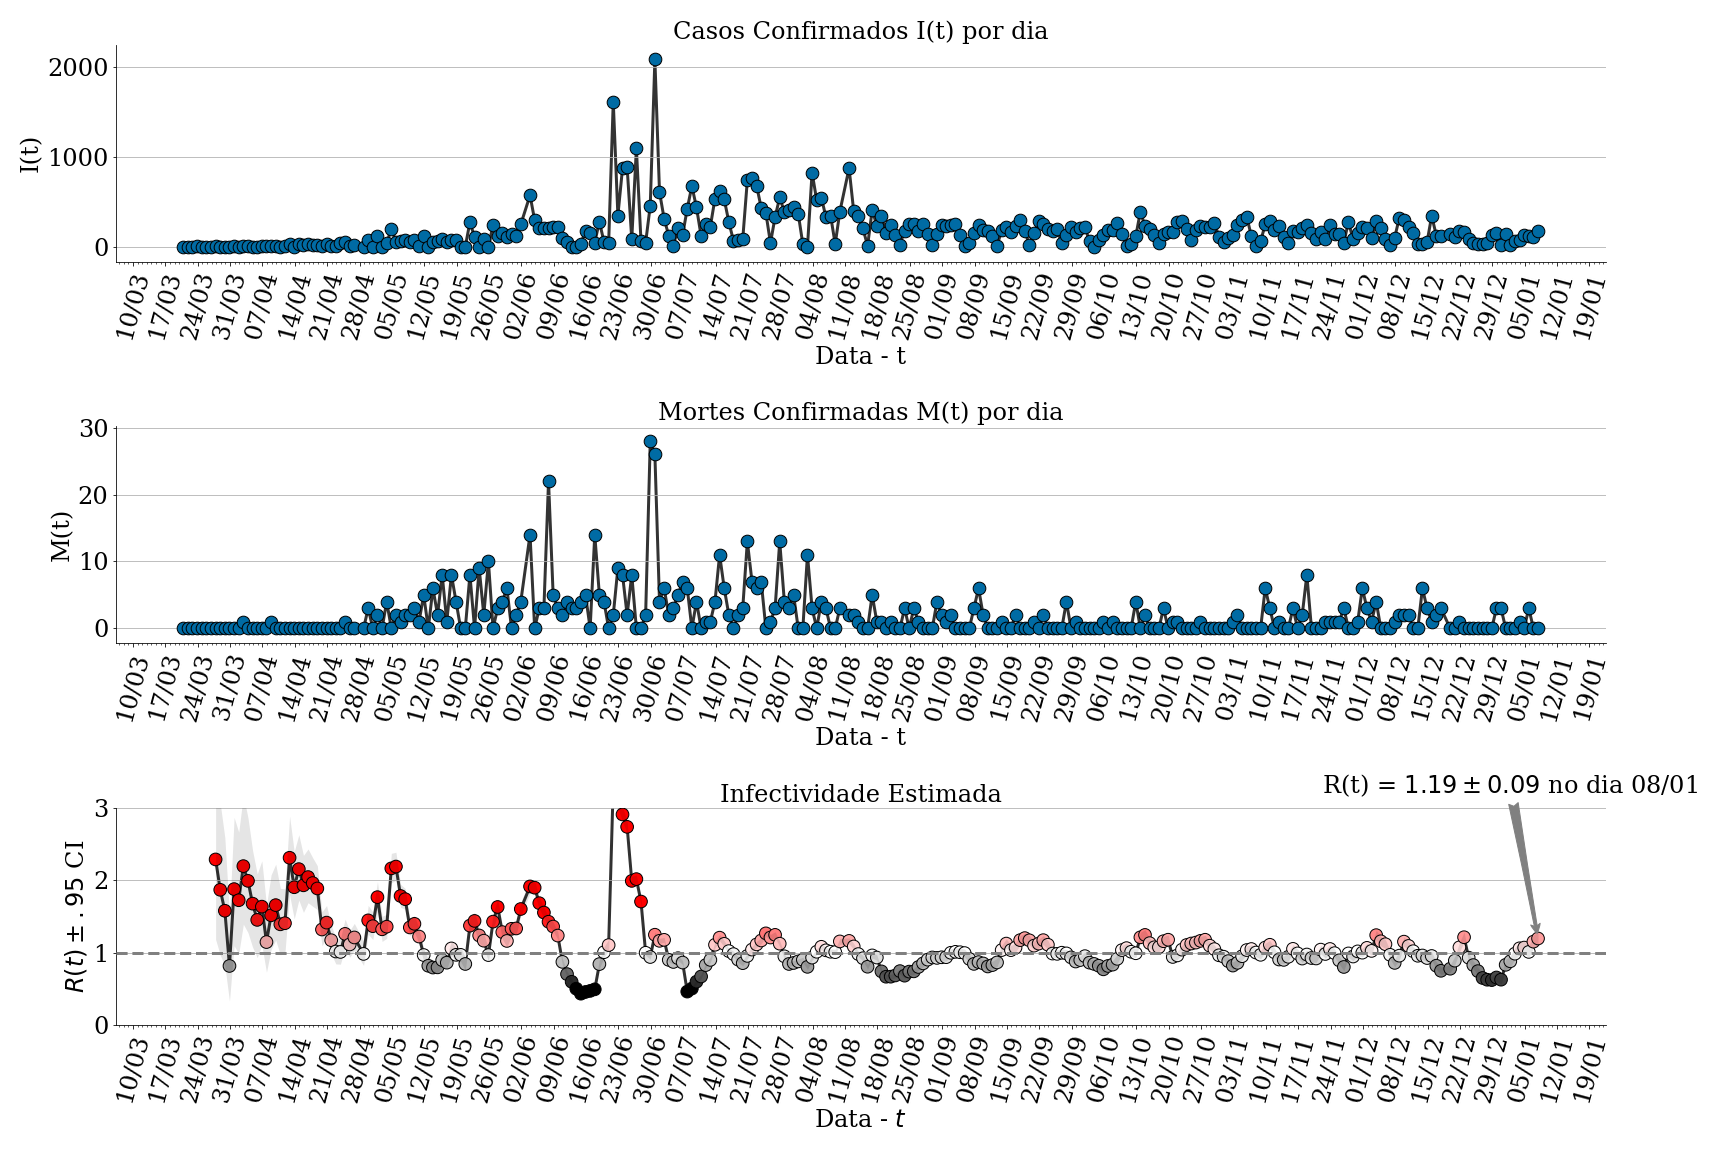 Casos Confirmados I(t) por dia
I(t)
2000
1000
0
10/03 17/03 24/03 31/03 07/04 14/04 21/04 28/04 05/05 12/05 19/05 26/05 02/06 09/06 16/06 23/06 30/06 07/07 14/07 21/07 28/07 04/08 11/08 18/08 25/08 01/09 08/09 15/09 22/09 29/09 06/10 13/10 20/10 27/10 03/11 10/11 17/11 24/11 01/12 08/12 15/12 22/12 29/12 05/01 12/01 19/01
Data - t
Mortes Confirmadas M(t) por dia
M(t)
30
20
10
0
10/03 17/03 24/03 31/03 07/04 14/04 21/04 28/04 05/05 12/05 19/05 26/05 02/06 09/06 16/06 23/06 30/06 07/07 14/07 21/07 28/07 04/08 11/08 18/08 25/08 01/09 08/09 15/09 22/09 29/09 06/10 13/10 20/10 27/10 03/11 10/11 17/11 24/11 01/12 08/12 15/12 22/12 29/12 05/01 12/01 19/01
Data - t
R(t) = 1.19 ± 0.09 no dia 08/01
Infectividade Estimada
R(t) ± .95 CI
3
2
1
0
10/03 17/03 24/03 31/03 07/04 14/04 21/04 28/04 05/05 12/05 19/05 26/05 02/06 09/06 16/06 23/06 30/06 07/07 14/07 21/07 28/07 04/08 11/08 18/08 25/08 01/09 08/09 15/09 22/09 29/09 06/10 13/10 20/10 27/10 03/11 10/11 17/11 24/11 01/12 08/12 15/12 22/12 29/12 05/01 12/01 19/01
Data - t